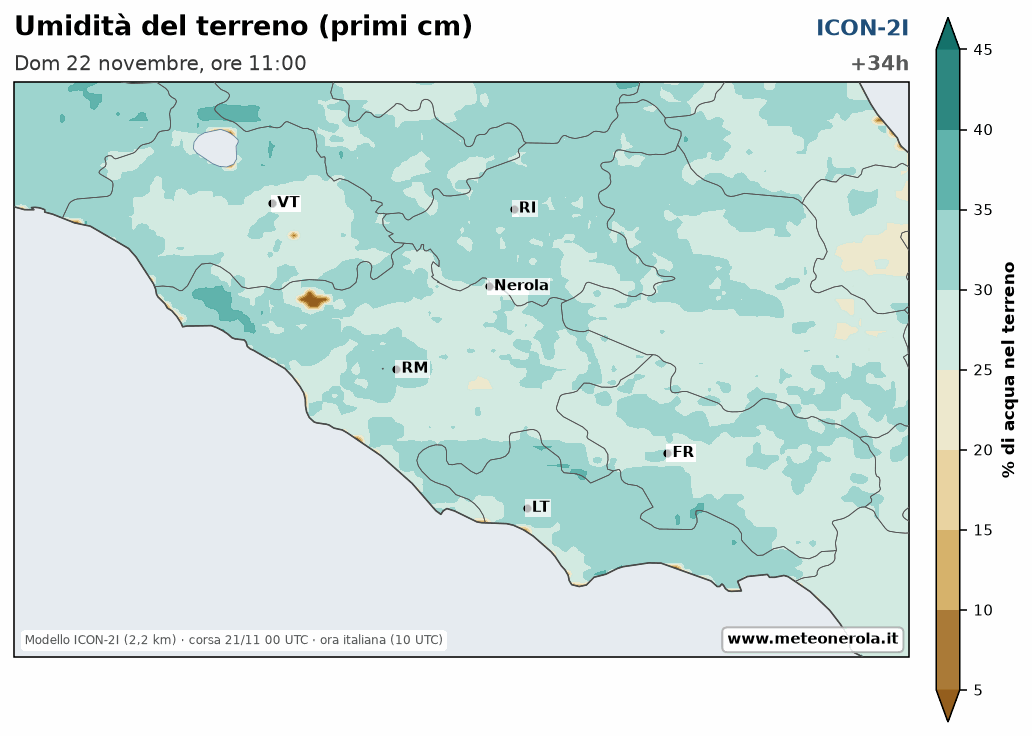 Umidità del terreno (primi cm)
ICON-2I
Dom 22 novembre, ore 11:00
+34h
VT
RI
Nerola
RM
FR
LT
Modello ICON-2I (2,2 km) · corsa 21/11 00 UTC · ora italiana (10 UTC)
www.meteonerola.it
45
40
35
30
25
20
15
10
5
% di acqua nel terreno